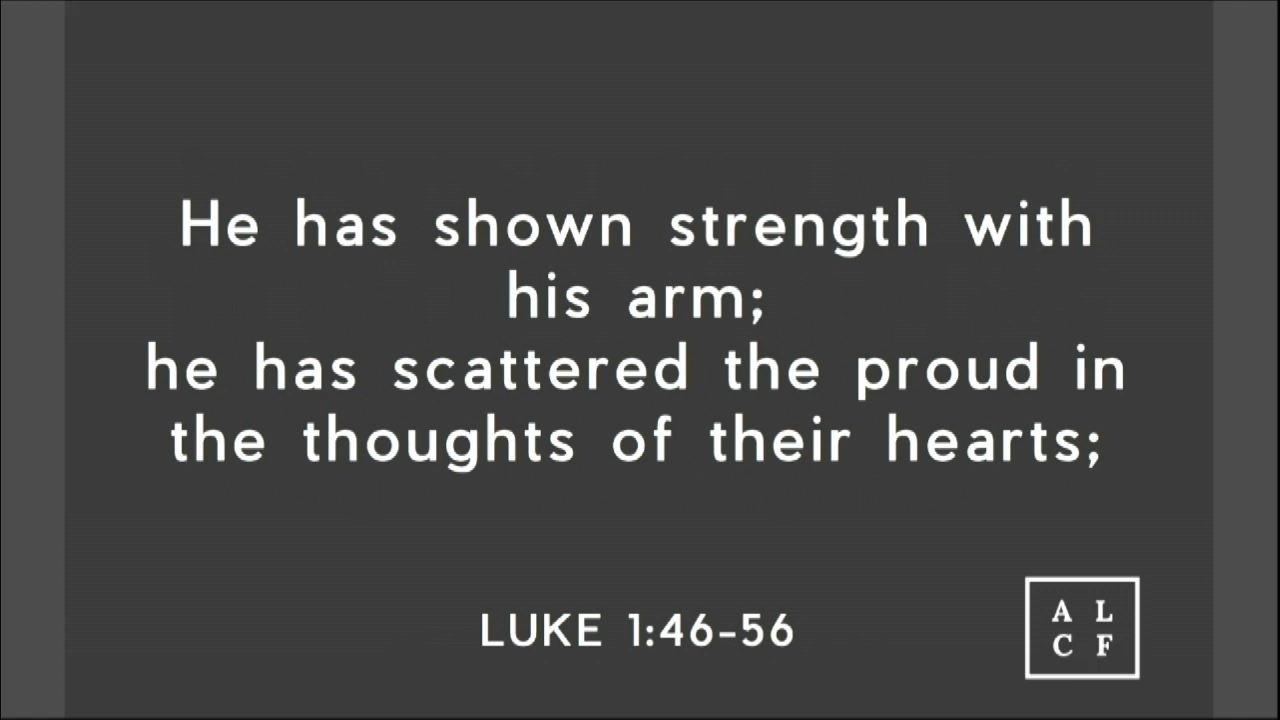 He has shown strength with
his arm;
he has scattered the proud in
the thoughts of their hearts;
LUKE 1:46-56
A L
C F